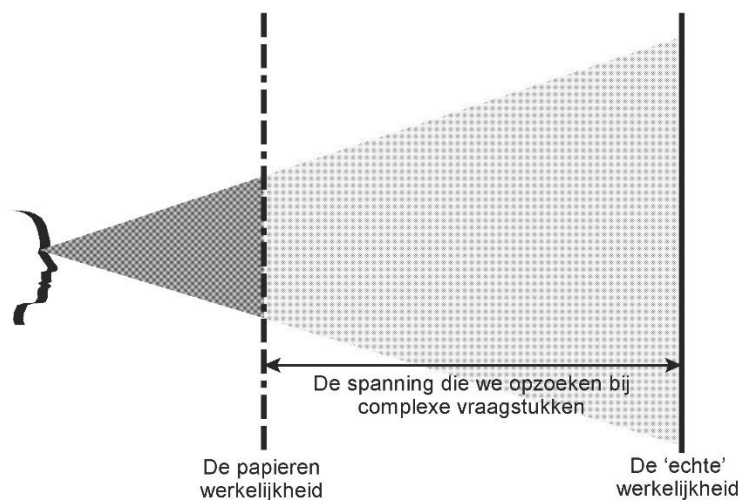 De spanning die we opzoeken bij
complexe vraagstukken
De papieren
werkelijkheid
De ‘echte’
werkelijkheid